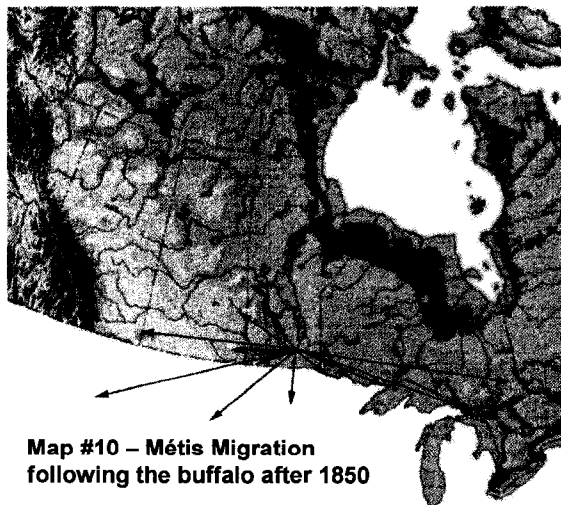 Map #10 – Métis Migration
following the buffalo after 1850